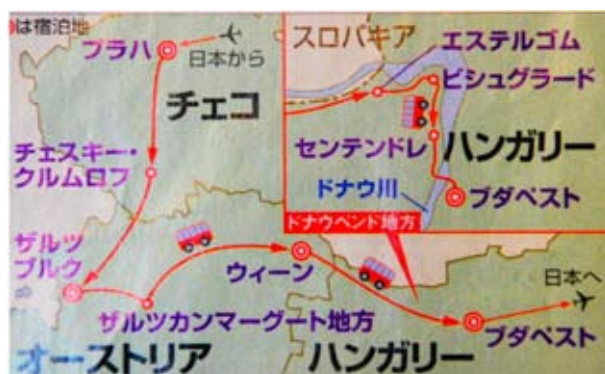 ◎は宿泊地
プラハ
日本から
チェコ
チェスキー・
クルムロフ
ザルツ
ブルク
ザルツカンマーグート地方
オーストリア
ウィーン
スロバキア
エステルゴム
ビシュグラード
センテンドレ
ハンガリー
ドナウ川
ブダペスト
ドナウベンド地方
日本へ
ブダペスト
ハンガリー